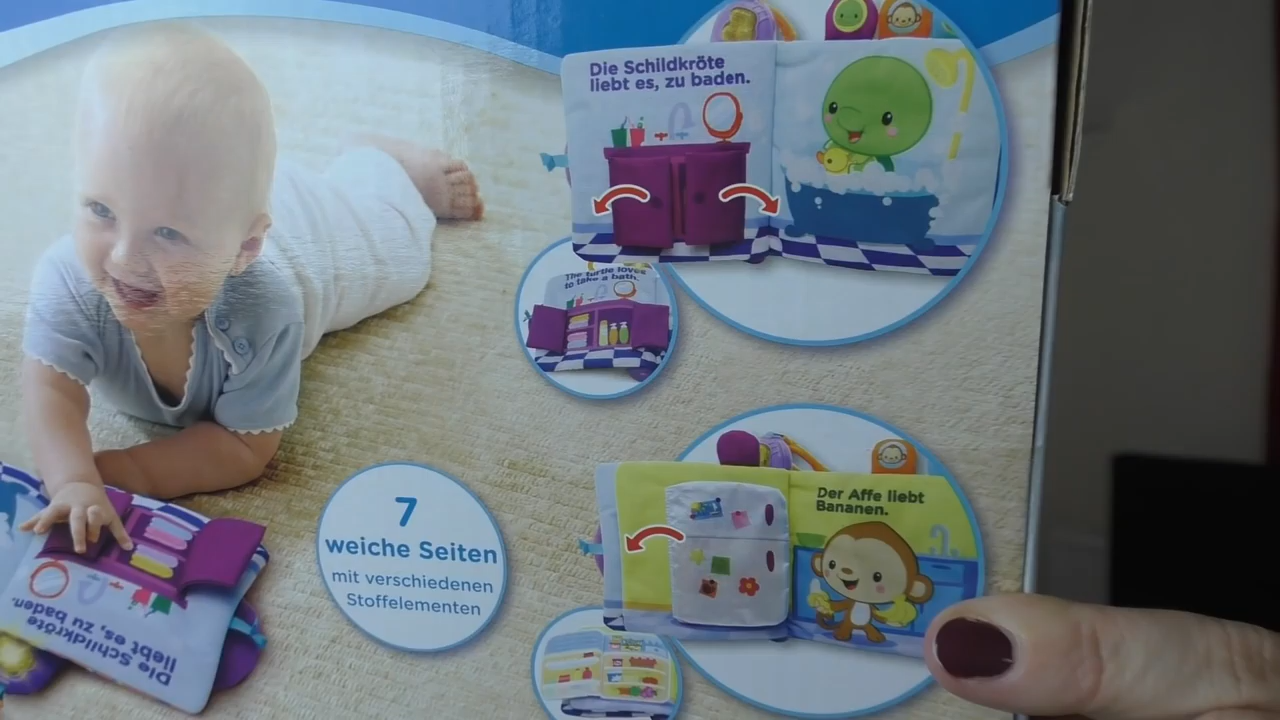 Die Schildkröte
liebt es, zu baden.
The turtle loves
to take a bath.
7
weiche Seiten
mit verschiedenen
Stoffelementen
Der Affe liebt
Bananen.
Die Schildkröte
liebt es, zu baden.